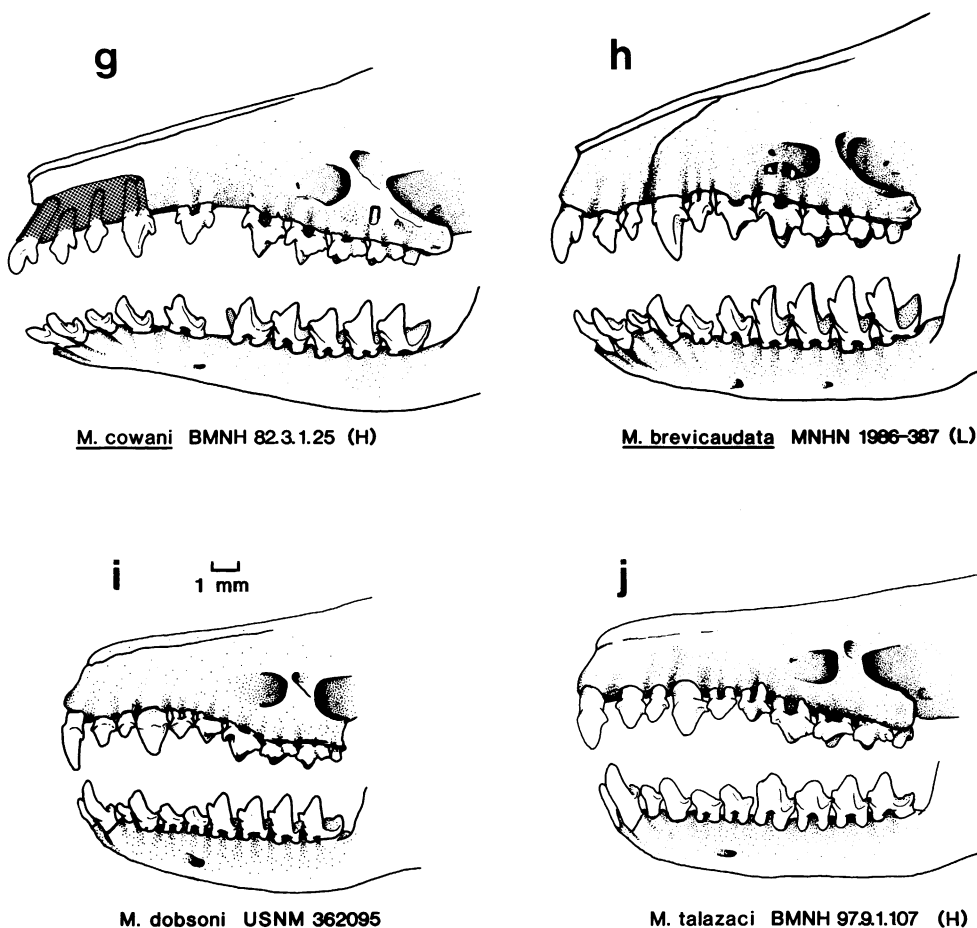 g
h
M. cowani BMNH 82.3.1.25 (H)
M. brevicaudata MNHN 1986-387 (L)
i
1 mm
j
M. dobsoni USNM 362095
M. talazaci BMNH 97.9.1.107 (H)